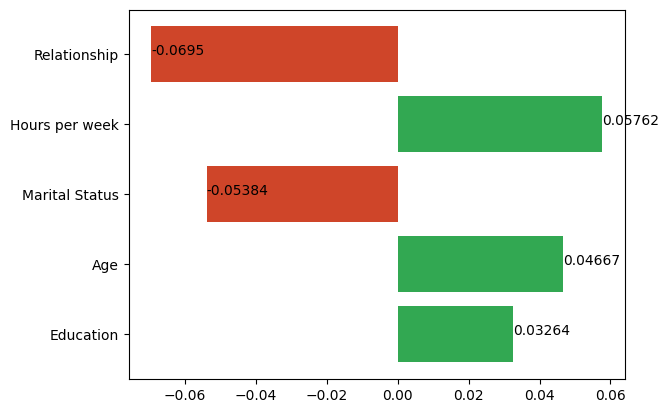 Relationship -0.0695
Hours per week 0.05762
Marital Status -0.05384
Age 0.04667
Education 0.03264
−0.06 −0.04 −0.02 0.00 0.02 0.04 0.06